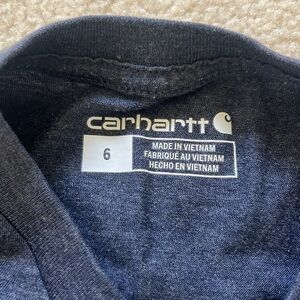 carhartt
6
MADE IN VIETNAM
FABRIQUÉ AU VIETNAM
HECHO EN VIETNAM